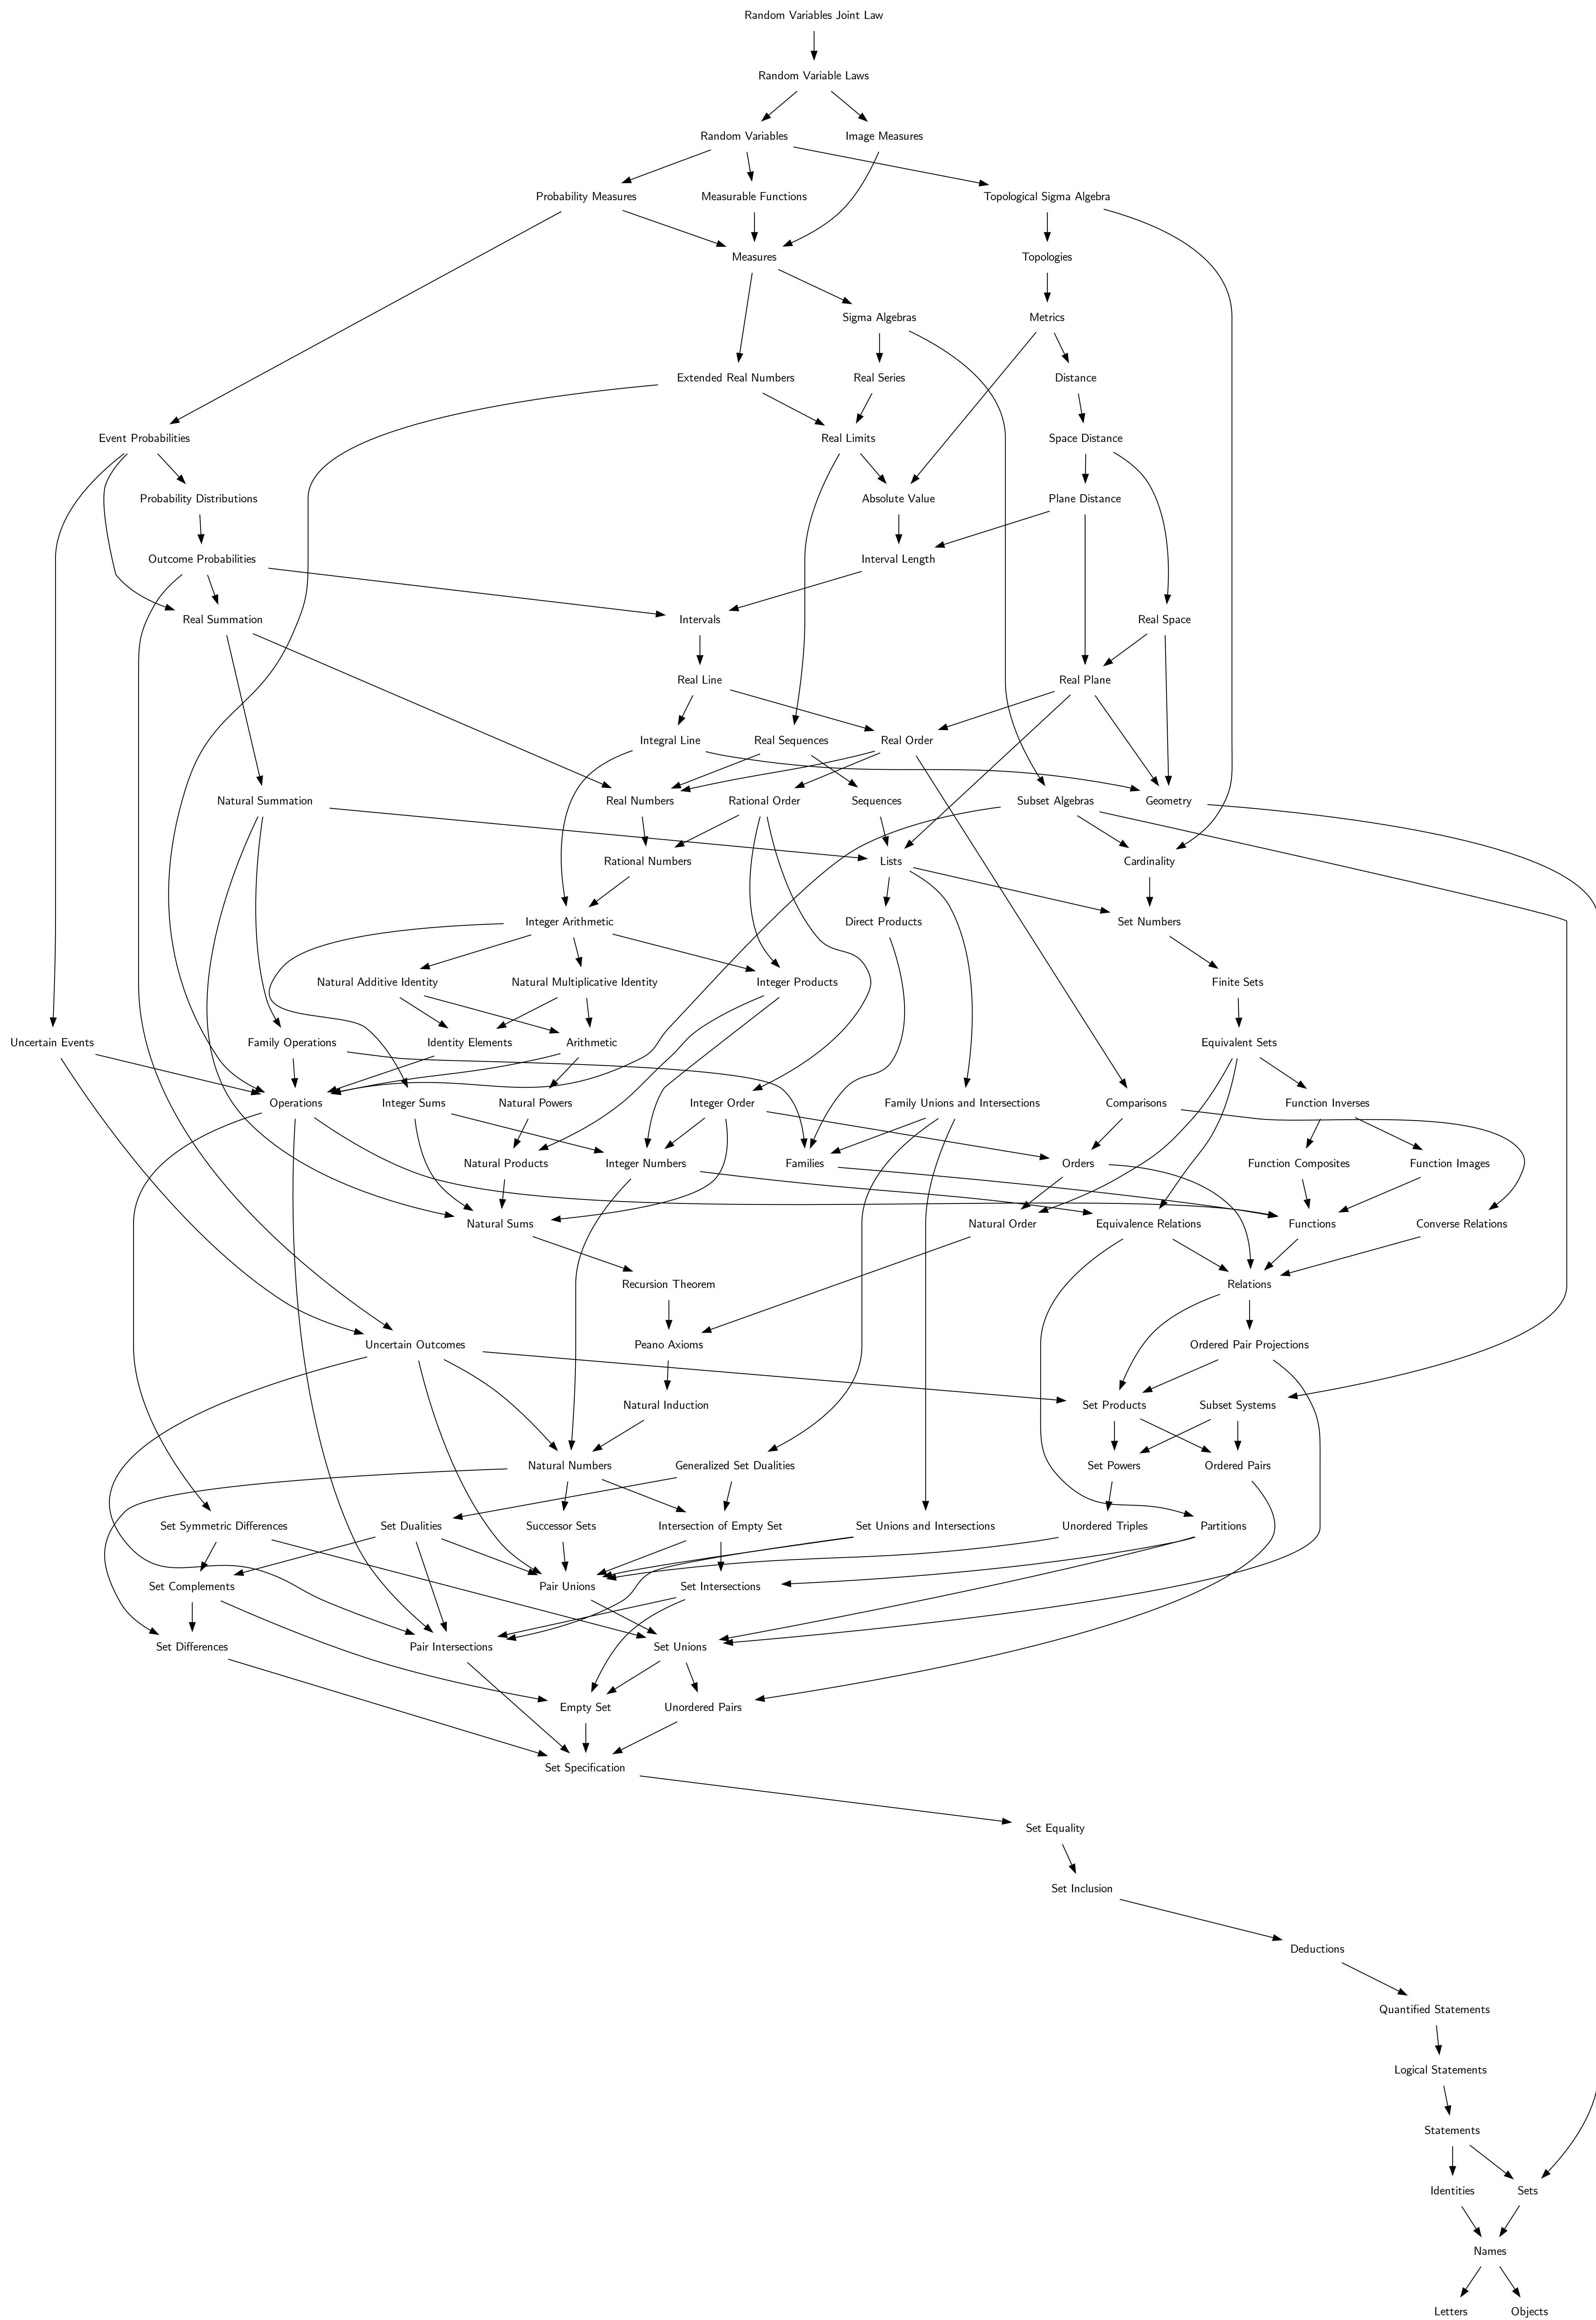 Random Variables Joint Law
Random Variable Laws
Random Variables
Image Measures
Probability Measures
Measurable Functions
Topological Sigma Algebra
Measures
Topologies
Sigma Algebras
Metrics
Extended Real Numbers
Real Series
Distance
Event Probabilities
Real Limits
Space Distance
Probability Distributions
Absolute Value
Plane Distance
Outcome Probabilities
Interval Length
Real Summation
Intervals
Real Space
Real Line
Real Plane
Integral Line
Real Sequences
Real Order
Natural Summation
Real Numbers
Rational Order
Sequences
Subset Algebras
Geometry
Rational Numbers
Lists
Cardinality
Integer Arithmetic
Direct Products
Set Numbers
Natural Additive Identity
Natural Multiplicative Identity
Integer Products
Finite Sets
Uncertain Events
Family Operations
Identity Elements
Arithmetic
Equivalent Sets
Operations
Integer Sums
Natural Powers
Integer Order
Family Unions and Intersections
Comparisons
Function Inverses
Natural Products
Integer Numbers
Families
Orders
Function Composites
Function Images
Natural Sums
Natural Order
Equivalence Relations
Functions
Converse Relations
Recursion Theorem
Relations
Uncertain Outcomes
Peano Axioms
Ordered Pair Projections
Natural Induction
Set Products
Subset Systems
Natural Numbers
Generalized Set Dualities
Set Powers
Ordered Pairs
Set Symmetric Differences
Set Dualities
Successor Sets
Intersection of Empty Set
Set Unions and Intersections
Unordered Triples
Partitions
Set Complements
Pair Unions
Set Intersections
Set Differences
Pair Intersections
Set Unions
Empty Set
Unordered Pairs
Set Specification
Set Equality
Set Inclusion
Deductions
Quantified Statements
Logical Statements
Statements
Identities
Sets
Names
Letters
Objects